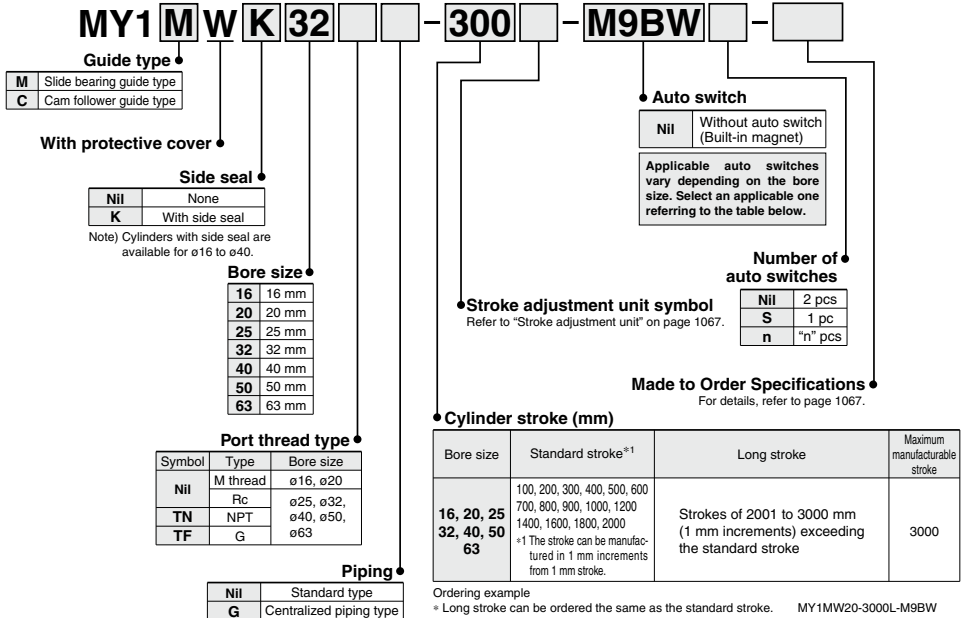 MY1 M W K 32 - 300 - M9BW -
Guide type
M Slide bearing guide type
C Cam follower guide type
With protective cover
Side seal
Nil None
K With side seal
Note) Cylinders with side seal are
available for ø16 to ø40.
Bore size
16 16 mm
20 20 mm
25 25 mm
32 32 mm
40 40 mm
50 50 mm
63 63 mm
Port thread type
Symbol Type Bore size
Nil M thread ø16, ø20
Rc ø25, ø32,
TN NPT ø40, ø50,
TF G ø63
Piping
Nil Standard type
G Centralized piping type
Auto switch
Nil Without auto switch
(Built-in magnet)
Applicable auto switches
vary depending on the bore
size. Select an applicable one
referring to the table below.
Number of
auto switches
Nil 2 pcs
S 1 pc
n "n" pcs
Stroke adjustment unit symbol
Refer to "Stroke adjustment unit" on page 1067.
Made to Order Specifications
For details, refer to page 1067.
Cylinder stroke (mm)
Bore size Standard stroke*1 Long stroke Maximum
manufacturable
stroke
16, 20, 25
32, 40, 50
63
100, 200, 300, 400, 500, 600
700, 800, 900, 1000, 1200
1400, 1600, 1800, 2000
*1 The stroke can be manufac-
tured in 1 mm increments
from 1 mm stroke.
Strokes of 2001 to 3000 mm
(1 mm increments) exceeding
the standard stroke
3000
Ordering example
* Long stroke can be ordered the same as the standard stroke. MY1MW20-3000L-M9BW